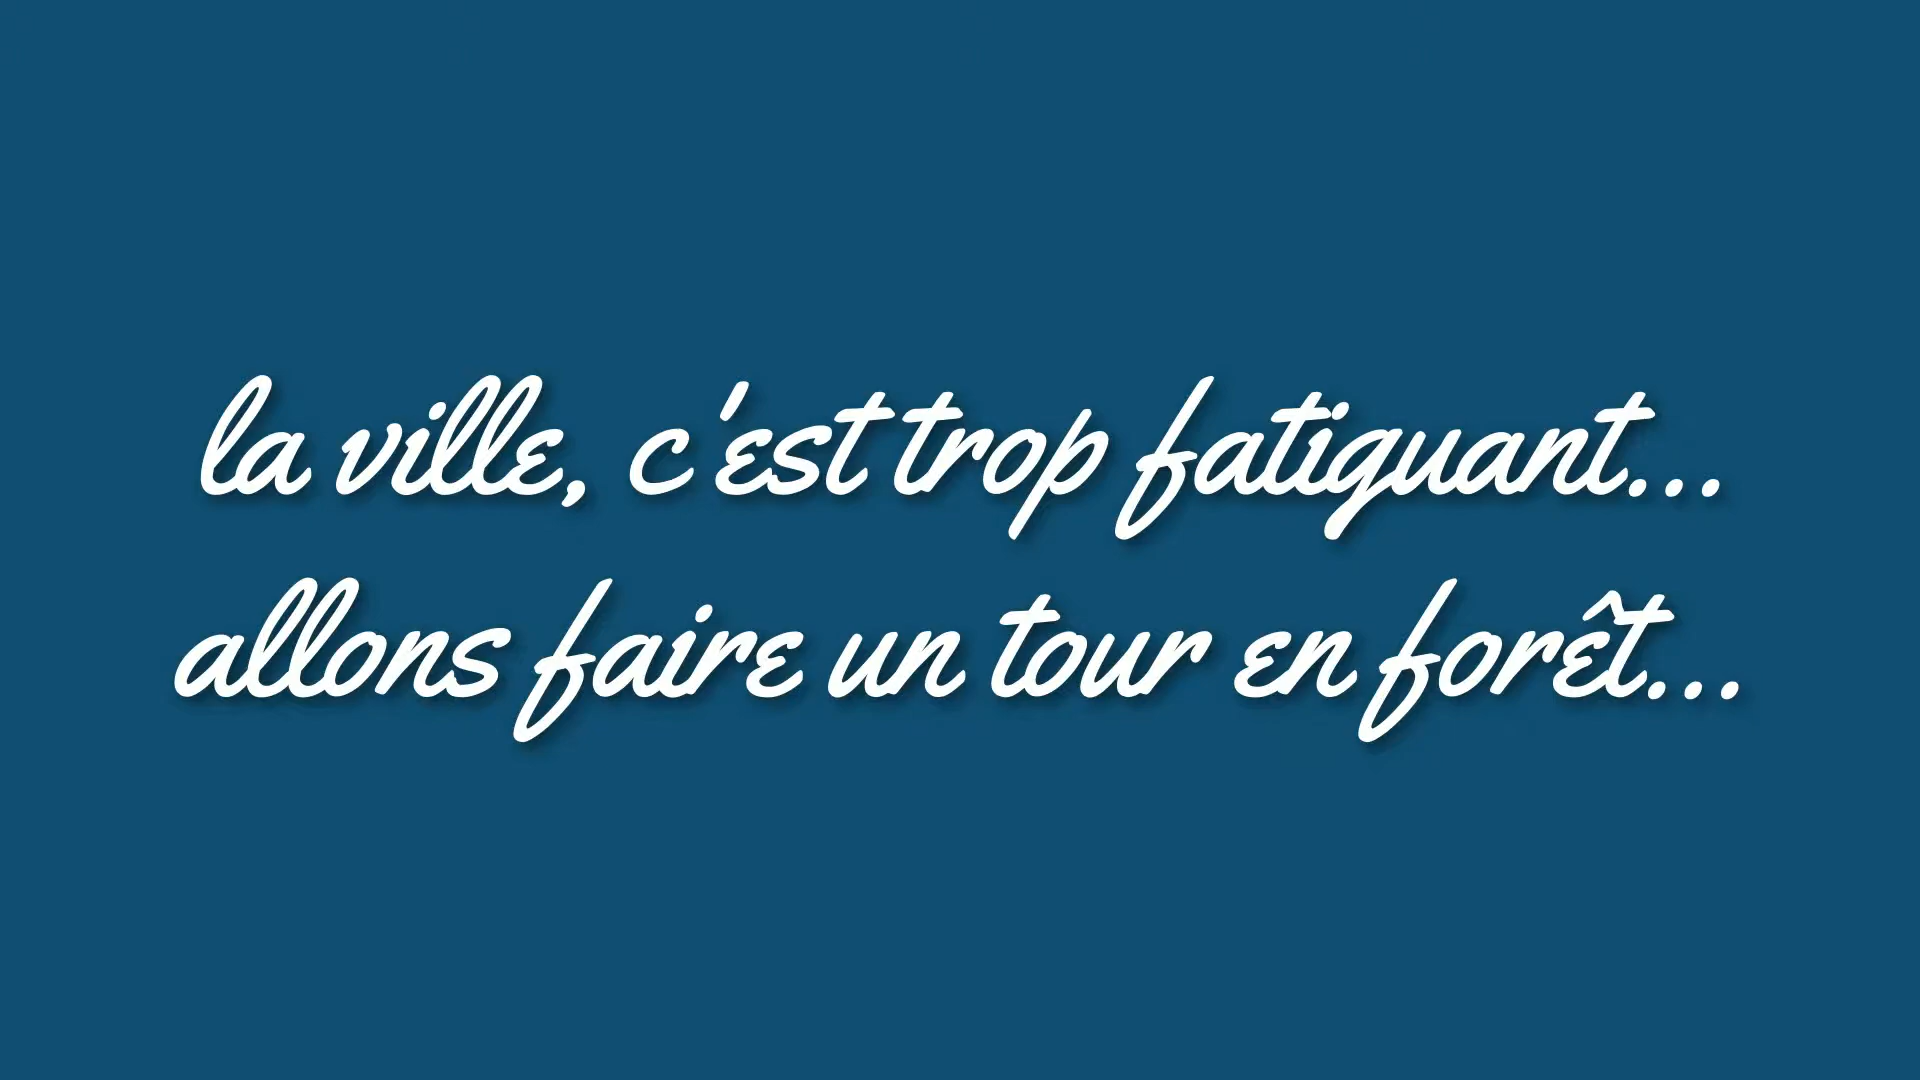 la ville, c'est trop fatiguant...
allons faire un tour en forêt...